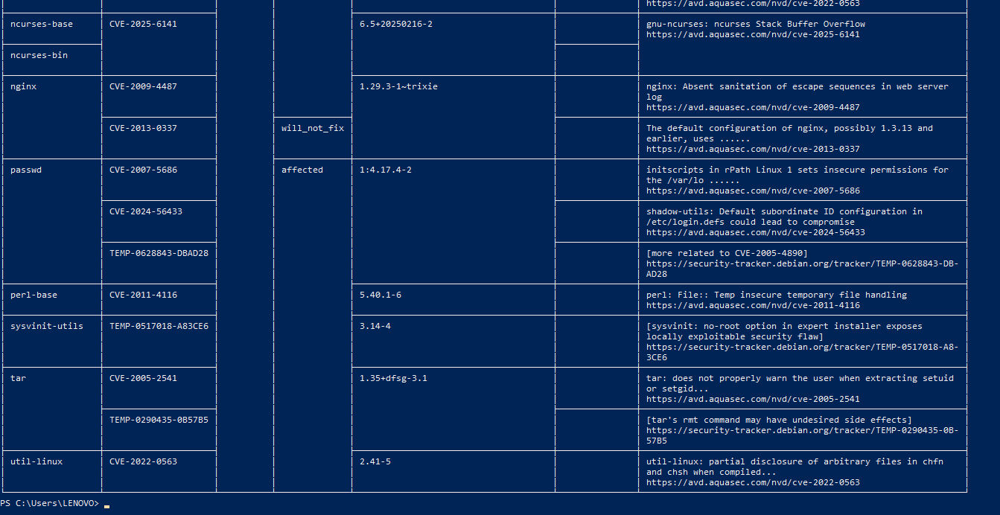 https://avd.aquasec.com/nvd/cve-2022-0563
ncurses-base CVE-2025-6141 6.5+20250216-2 gnu-ncurses: ncurses Stack Buffer Overflow
https://avd.aquasec.com/nvd/cve-2025-6141
ncurses-bin
nginx CVE-2009-4487 1.29.3-1~trixie nginx: Absent sanitation of escape sequences in web server
log
https://avd.aquasec.com/nvd/cve-2009-4487
CVE-2013-0337 will_not_fix The default configuration of nginx, possibly 1.3.13 and
earlier, uses ......
https://avd.aquasec.com/nvd/cve-2013-0337
passwd CVE-2007-5686 affected 1:4.17.4-2 initscripts in rPath Linux 1 sets insecure permissions for
the /var/lo ......
https://avd.aquasec.com/nvd/cve-2007-5686
CVE-2024-56433 shadow-utils: Default subordinate ID configuration in
/etc/login.defs could lead to compromise
https://avd.aquasec.com/nvd/cve-2024-56433
TEMP-0628843-DBAD28 [more related to CVE-2005-4890]
https://security-tracker.debian.org/tracker/TEMP-0628843-DB-
AD28
perl-base CVE-2011-4116 5.40.1-6 perl: File:: Temp insecure temporary file handling
https://avd.aquasec.com/nvd/cve-2011-4116
sysvinit-utils TEMP-0517018-A83CE6 3.14-4 [sysvinit: no-root option in expert installer exposes
locally exploitable security flaw]
https://security-tracker.debian.org/tracker/TEMP-0517018-A8-
3CE6
tar CVE-2005-2541 1.35+dfsg-3.1 tar: does not properly warn the user when extracting setuid
or setgid...
https://avd.aquasec.com/nvd/cve-2005-2541
TEMP-0290435-0B57B5 [tar's rmt command may have undesired side effects]
https://security-tracker.debian.org/tracker/TEMP-0290435-0B-
57B5
util-linux CVE-2022-0563 2.41-5 util-linux: partial disclosure of arbitrary files in chfn
and chsh when compiled...
https://avd.aquasec.com/nvd/cve-2022-0563
PS C:\Users\LENOVO>